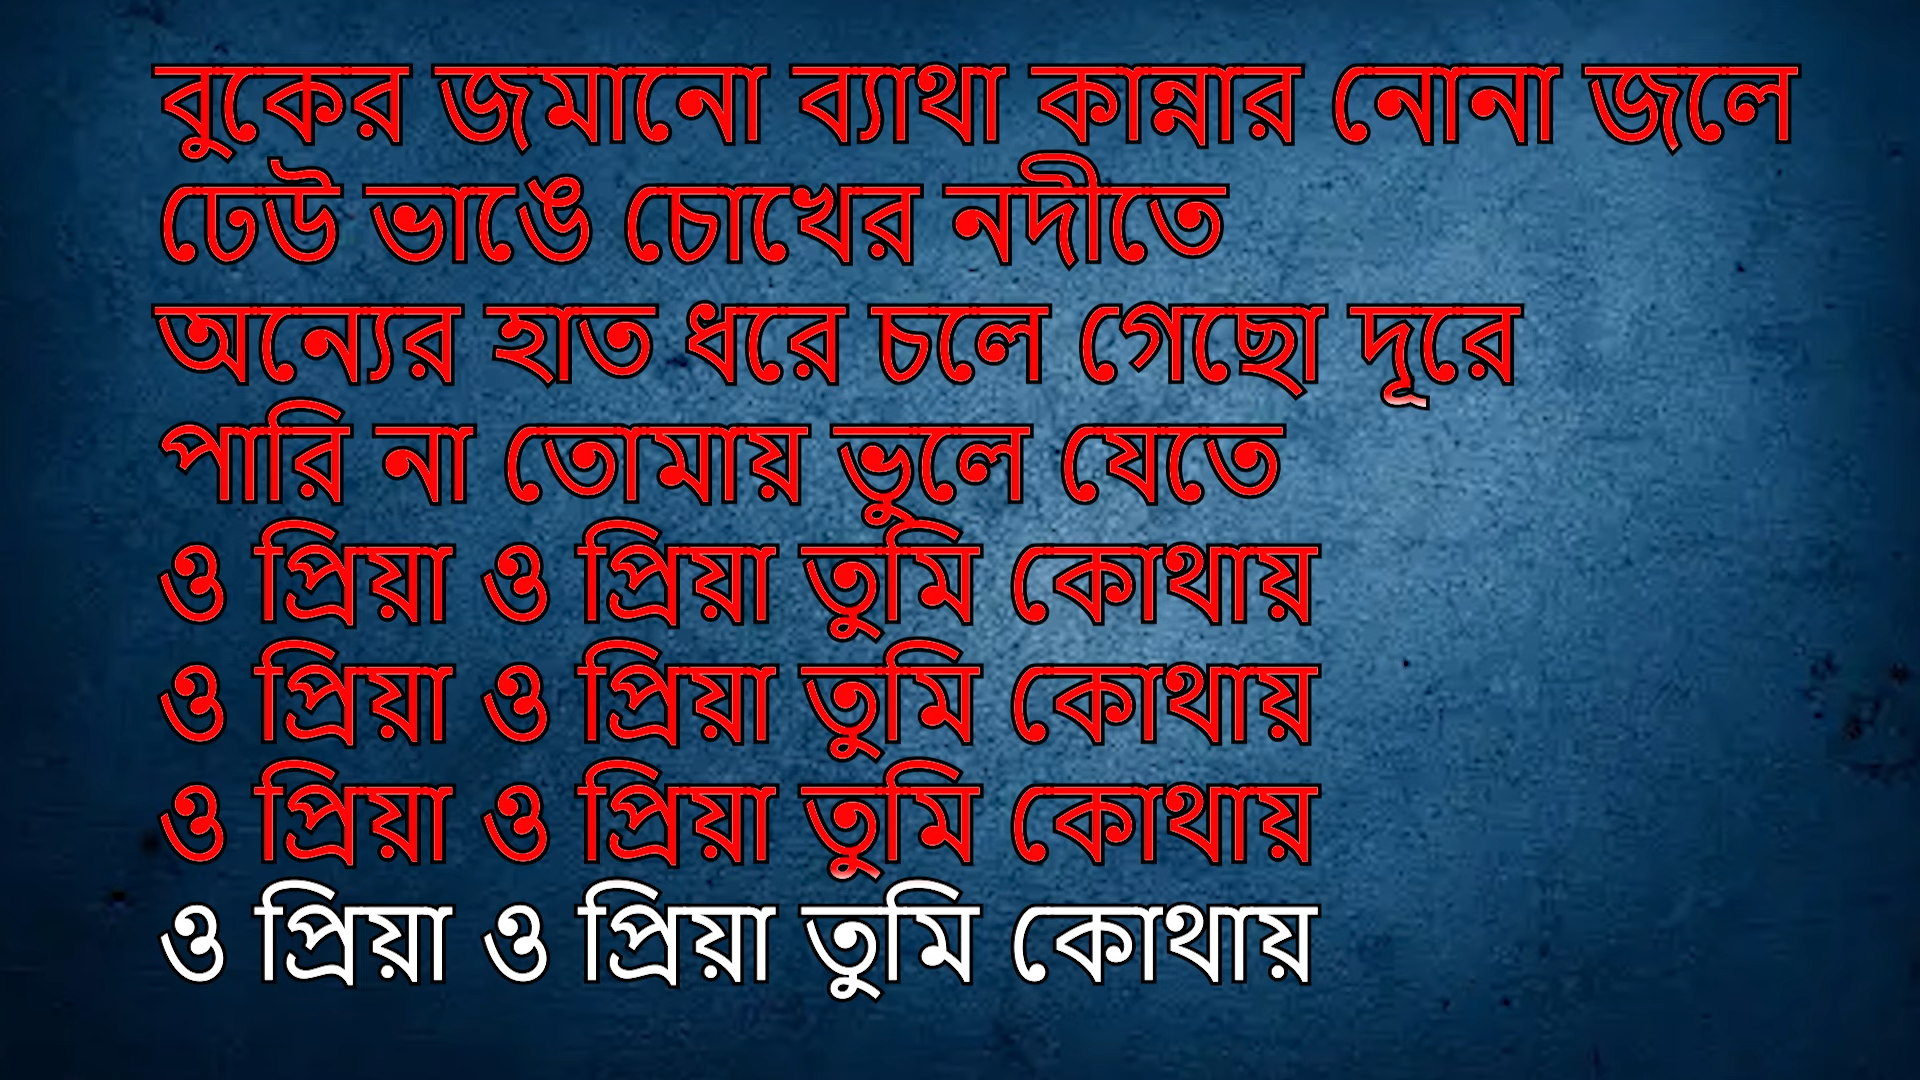 বুকের জমানো ব্যাথা কান্নার নোনা জলে
ঢেউ ভাঙে চোখের নদীতে
অন্যের হাত ধরে চলে গেছো দূরে
পারি না তোমায় ভুলে যেতে
ও প্রিয়া ও প্রিয়া তুমি কোথায়
ও প্রিয়া ও প্রিয়া তুমি কোথায়
ও প্রিয়া ও প্রিয়া তুমি কোথায়
ও প্রিয়া ও প্রিয়া তুমি কোথায়